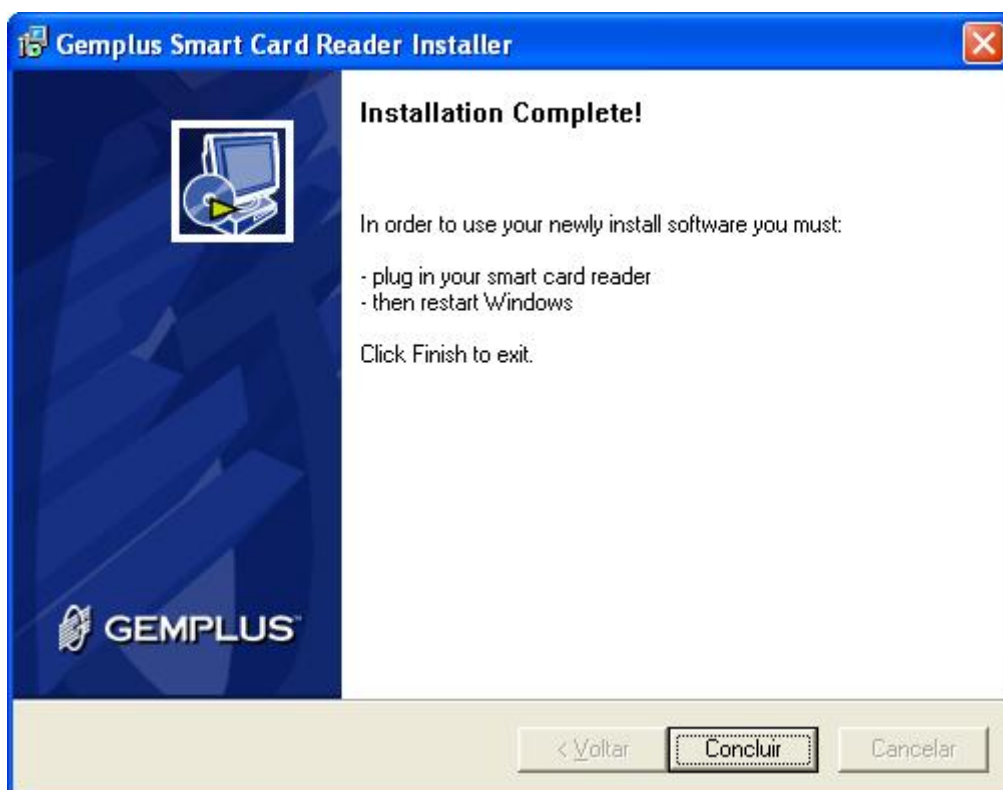 Gemplus Smart Card Reader Installer
Installation Complete!
In order to use your newly install software you must:
- plug in your smart card reader
- then restart Windows
Click Finish to exit.
GEMPLUS™
< Voltar
Concluir
Cancelar